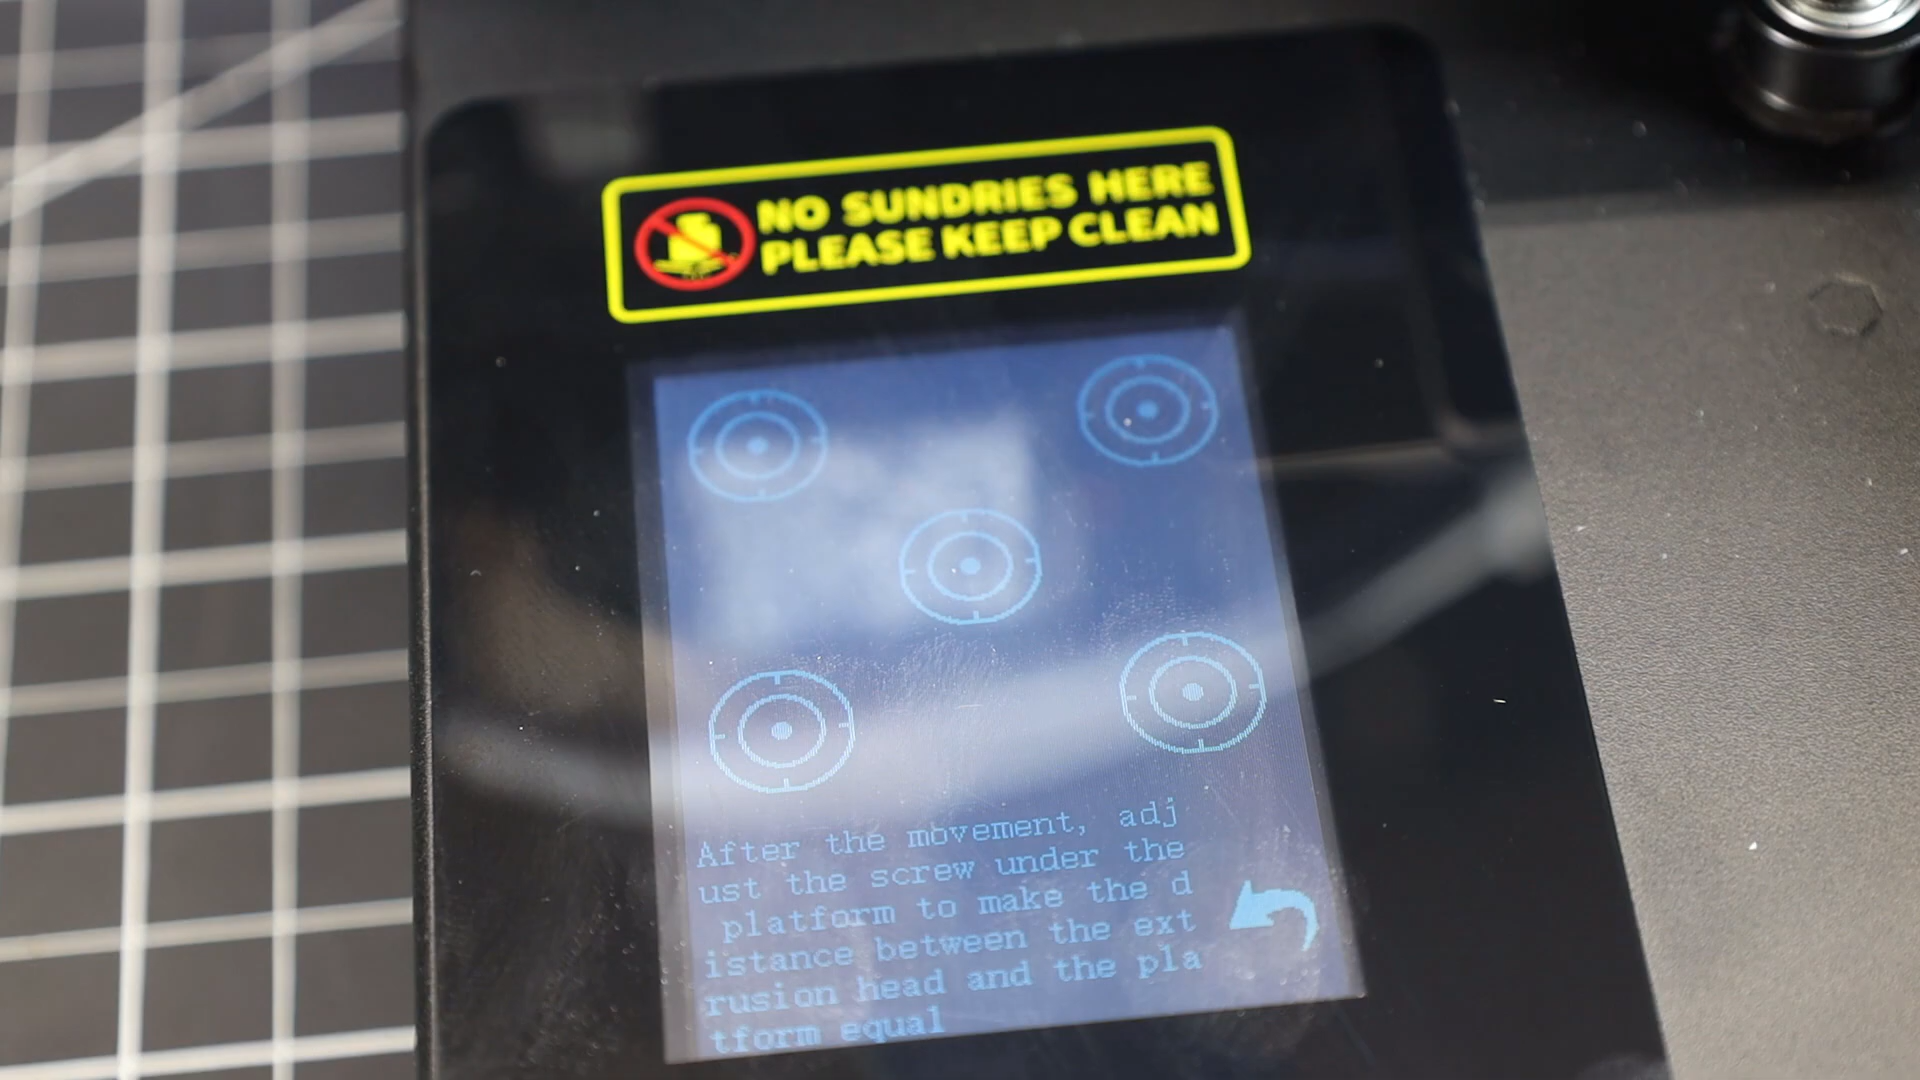 NO SUNDRIES HERE
PLEASE KEEP CLEAN
After the movement, adj
ust the screw under the
platform to make the d
istance between the ext
rusion head and the pla
tform equal